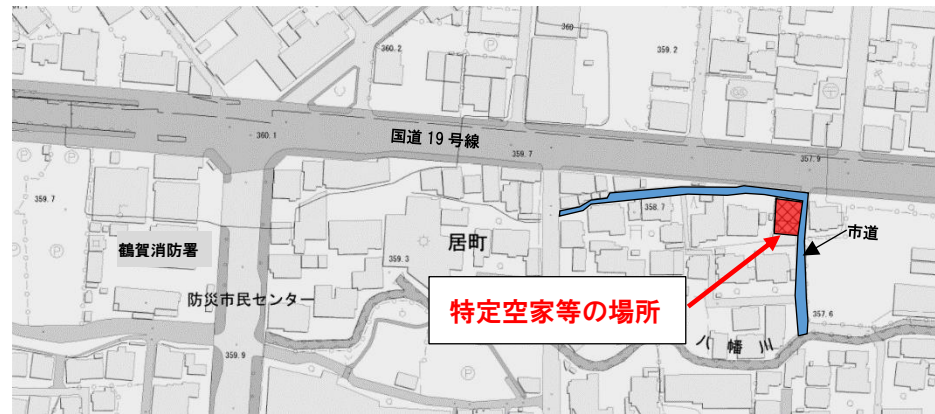 360
360.2
359.2
360.1
国道 19 号線
359.7
357.9
359.7
358.7
市道
居町
鶴賀消防署
359.3
防災市民センター
特定空家等の場所
357.6
八幡川
359.9